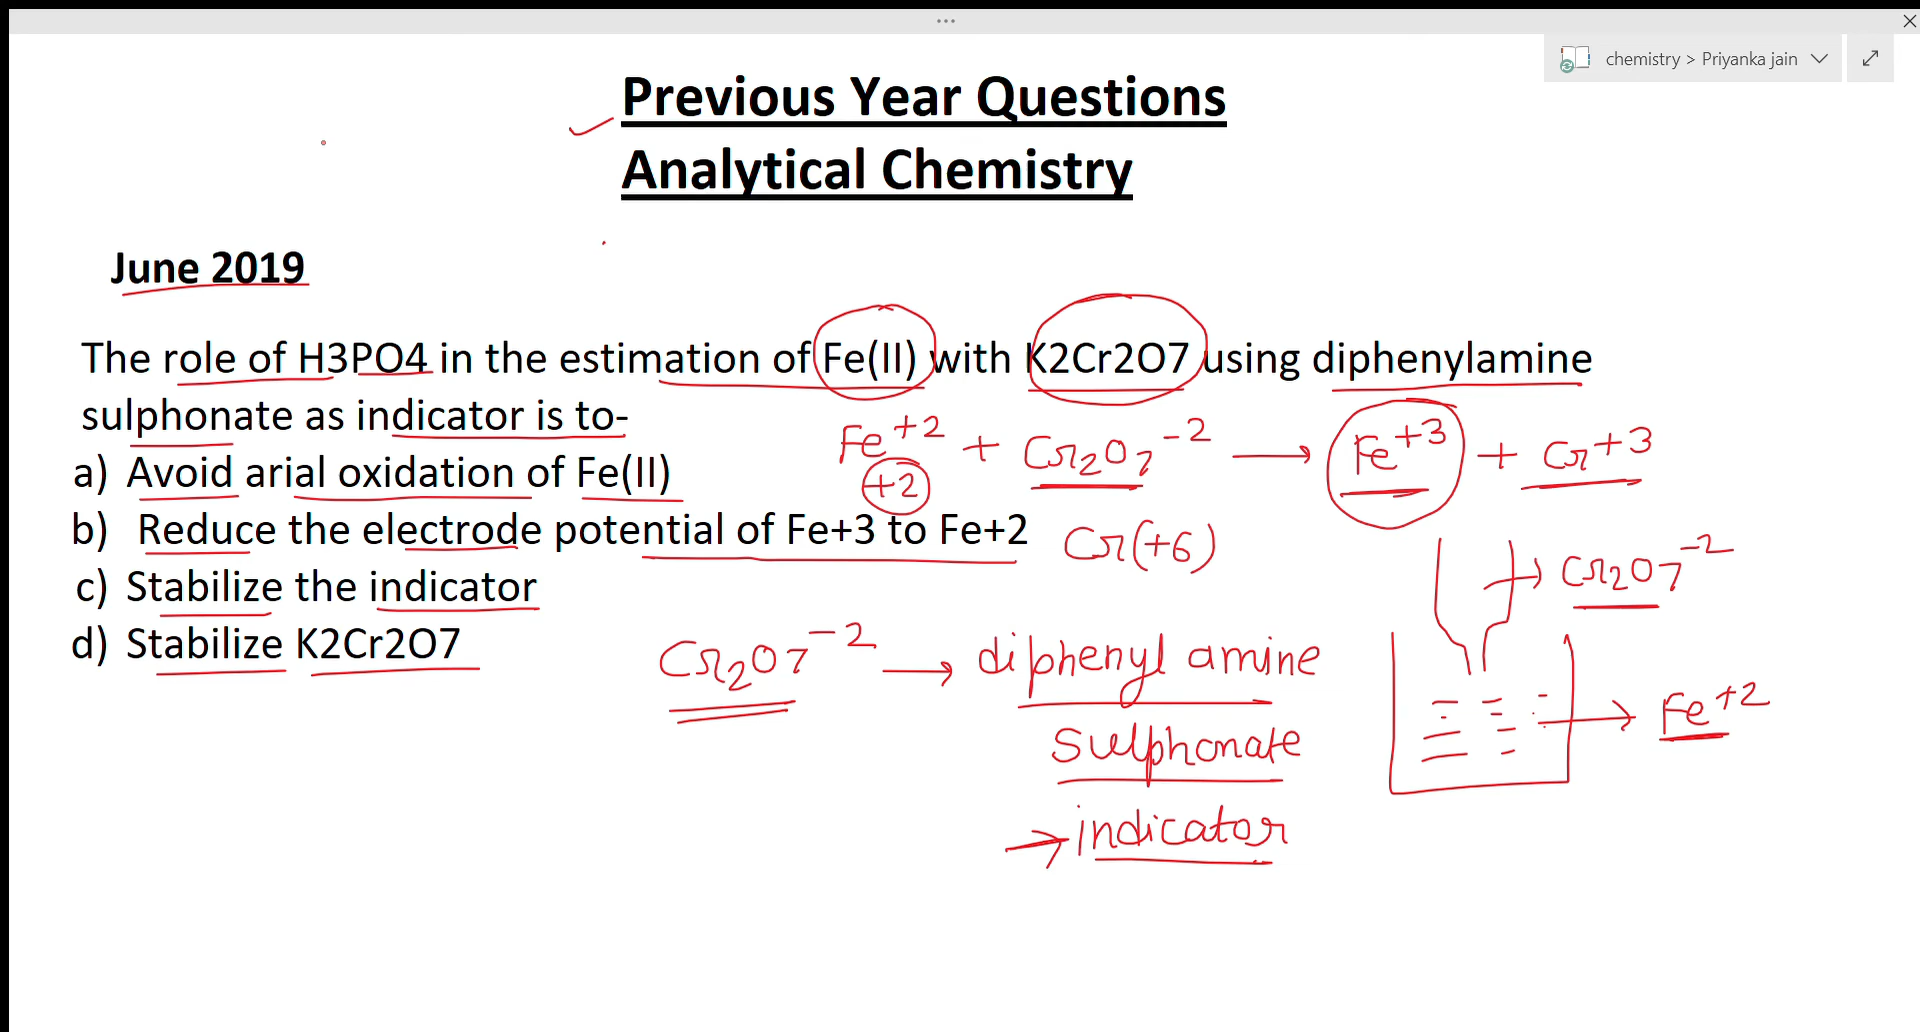 chemistry > Priyanka jain
Previous Year Questions
Analytical Chemistry
June 2019
The role of H3PO4 in the estimation of Fe(II) with K2Cr2O7 using diphenylamine
sulphonate as indicator is to-
Fe+2 + Cr2O7-2 → Fe+3 + Cr+3
+2
a) Avoid arial oxidation of Fe(II)
b) Reduce the electrode potential of Fe+3 to Fe+2
Cr(+6)
→ Cr2O7-2
c) Stabilize the indicator
d) Stabilize K2Cr2O7
Cr2O7-2 → diphenyl amine
sulphonate
→ indicator
→ Fe+2